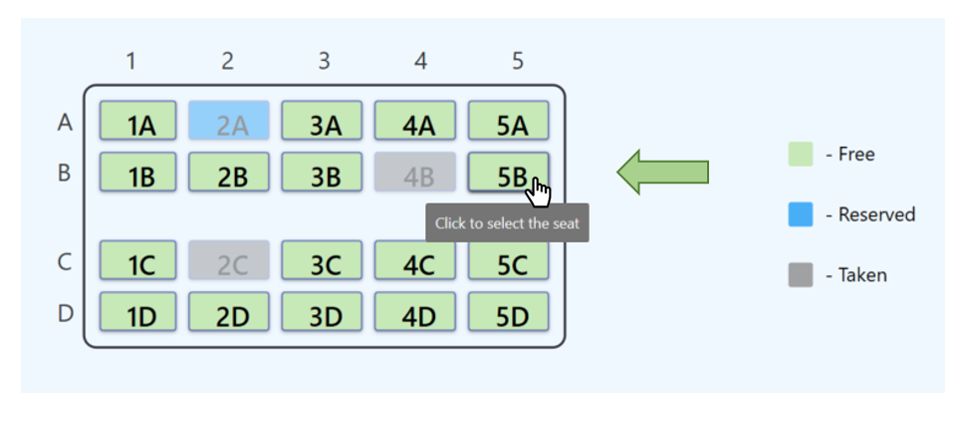 1 2 3 4 5
A 1A 2A 3A 4A 5A
B 1B 2B 3B 4B 5B
Click to select the seat
C 1C 2C 3C 4C 5C
D 1D 2D 3D 4D 5D
- Free
- Reserved
- Taken